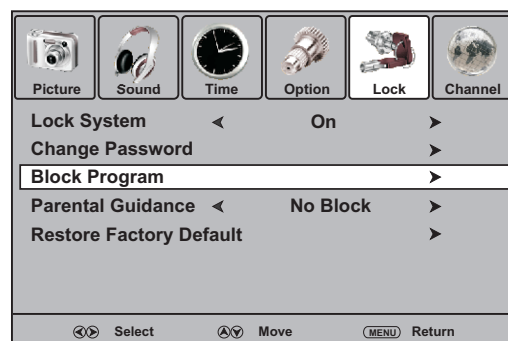 Picture Sound Time Option Lock Channel
Lock System On
Change Password
Block Program
Parental Guidance No Block
Restore Factory Default
Select Move MENU Return